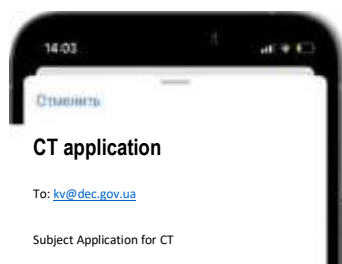 14:03
Отменить
CT application
To: kv@dec.gov.ua
Subject Application for CT